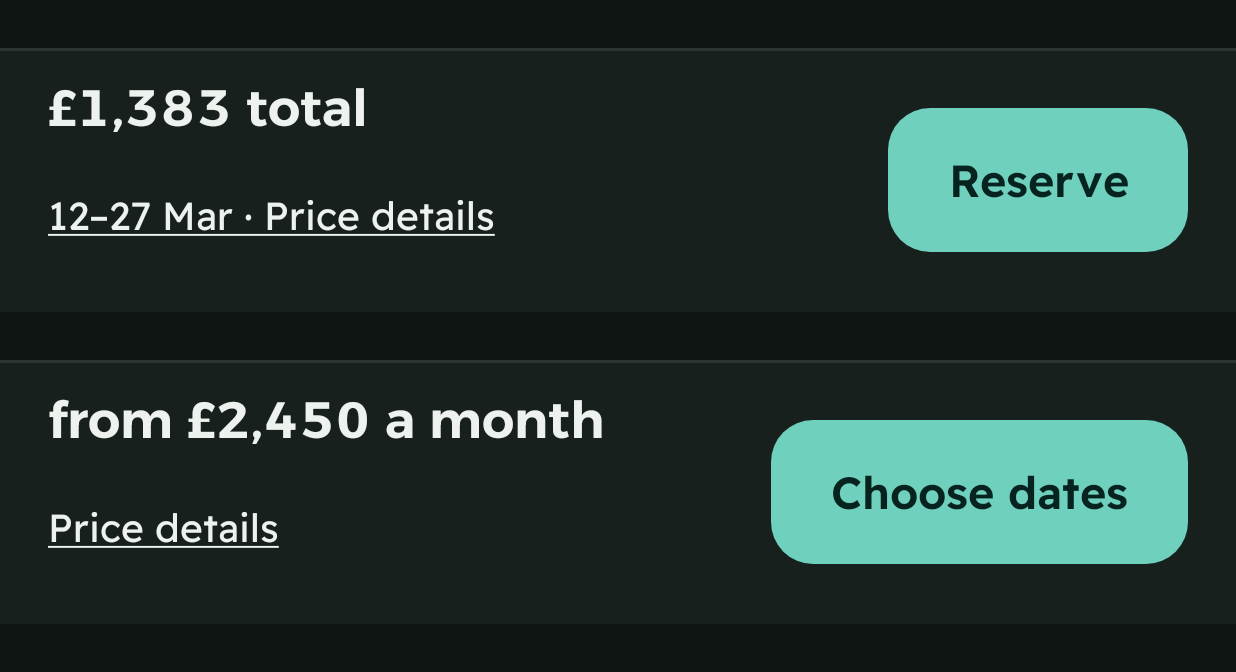 £1,383 total
12–27 Mar · Price details
Reserve
from £2,450 a month
Price details
Choose dates